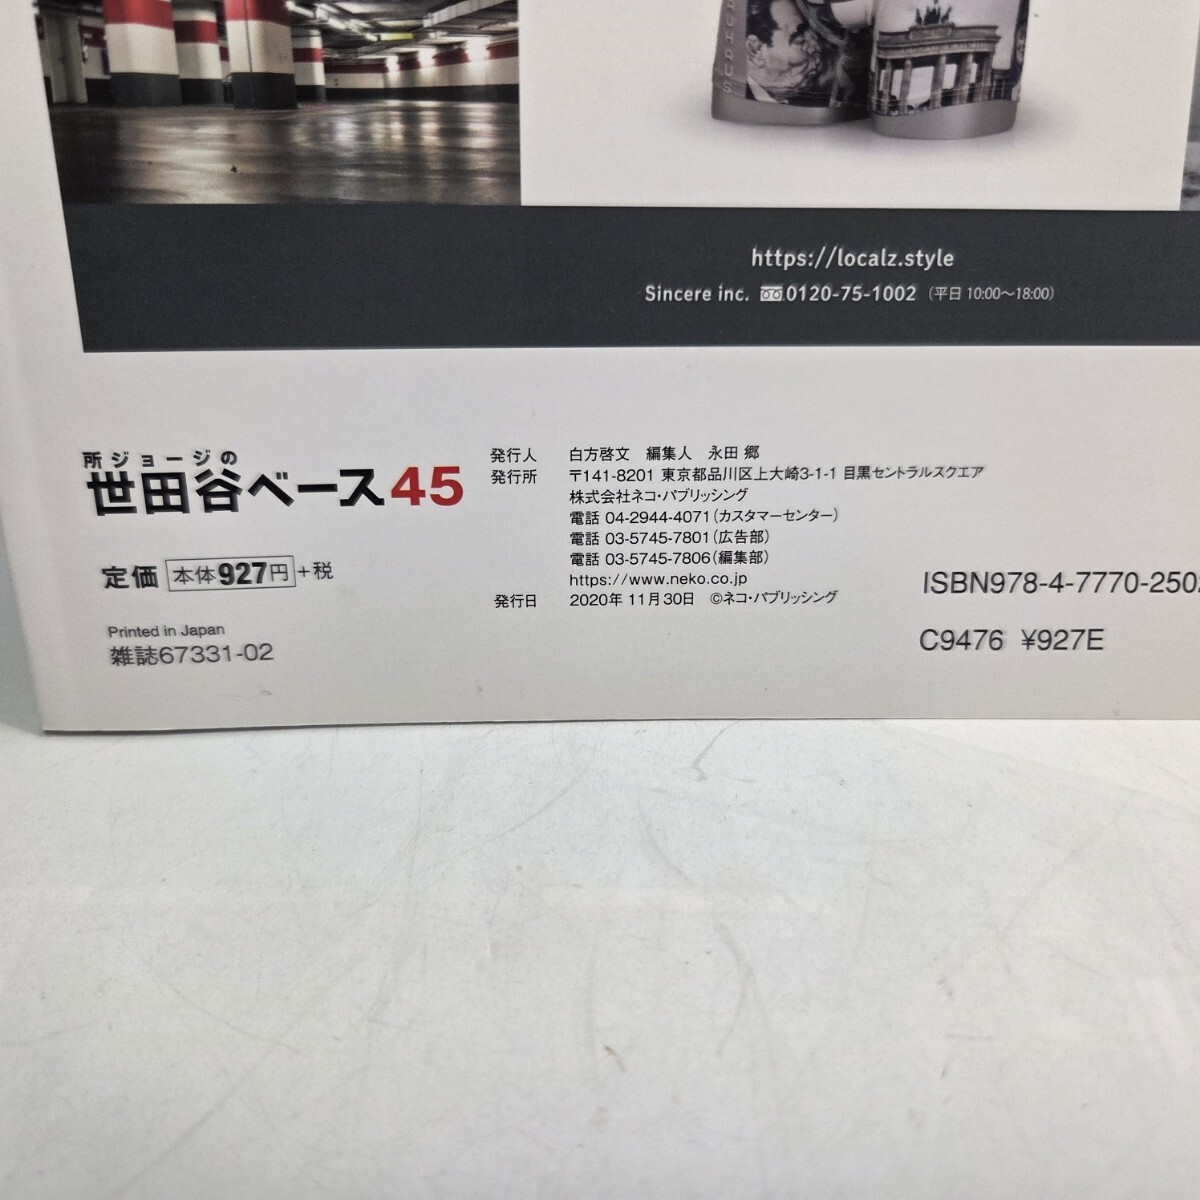 BAUHAUS
https://localz.style
Sincere inc. 0120-75-1002 (平日 10:00〜18:00)
所ジョージの
世田谷ベース45
定価 本体927円+税
Printed in Japan
雑誌67331-02
発行人 白方啓文 編集人 永田 郷
発行所 〒141-8201 東京都品川区上大崎3-1-1 目黒セントラルスクエア
株式会社ネコ・パブリッシング
電話 04-2944-4071(カスタマーセンター)
電話 03-5745-7801(広告部)
電話 03-5745-7806(編集部)
https://www.neko.co.jp
発行日 2020年 11月30日 ©ネコ・パブリッシング
ISBN978-4-7770-2502
C9476 ¥927E